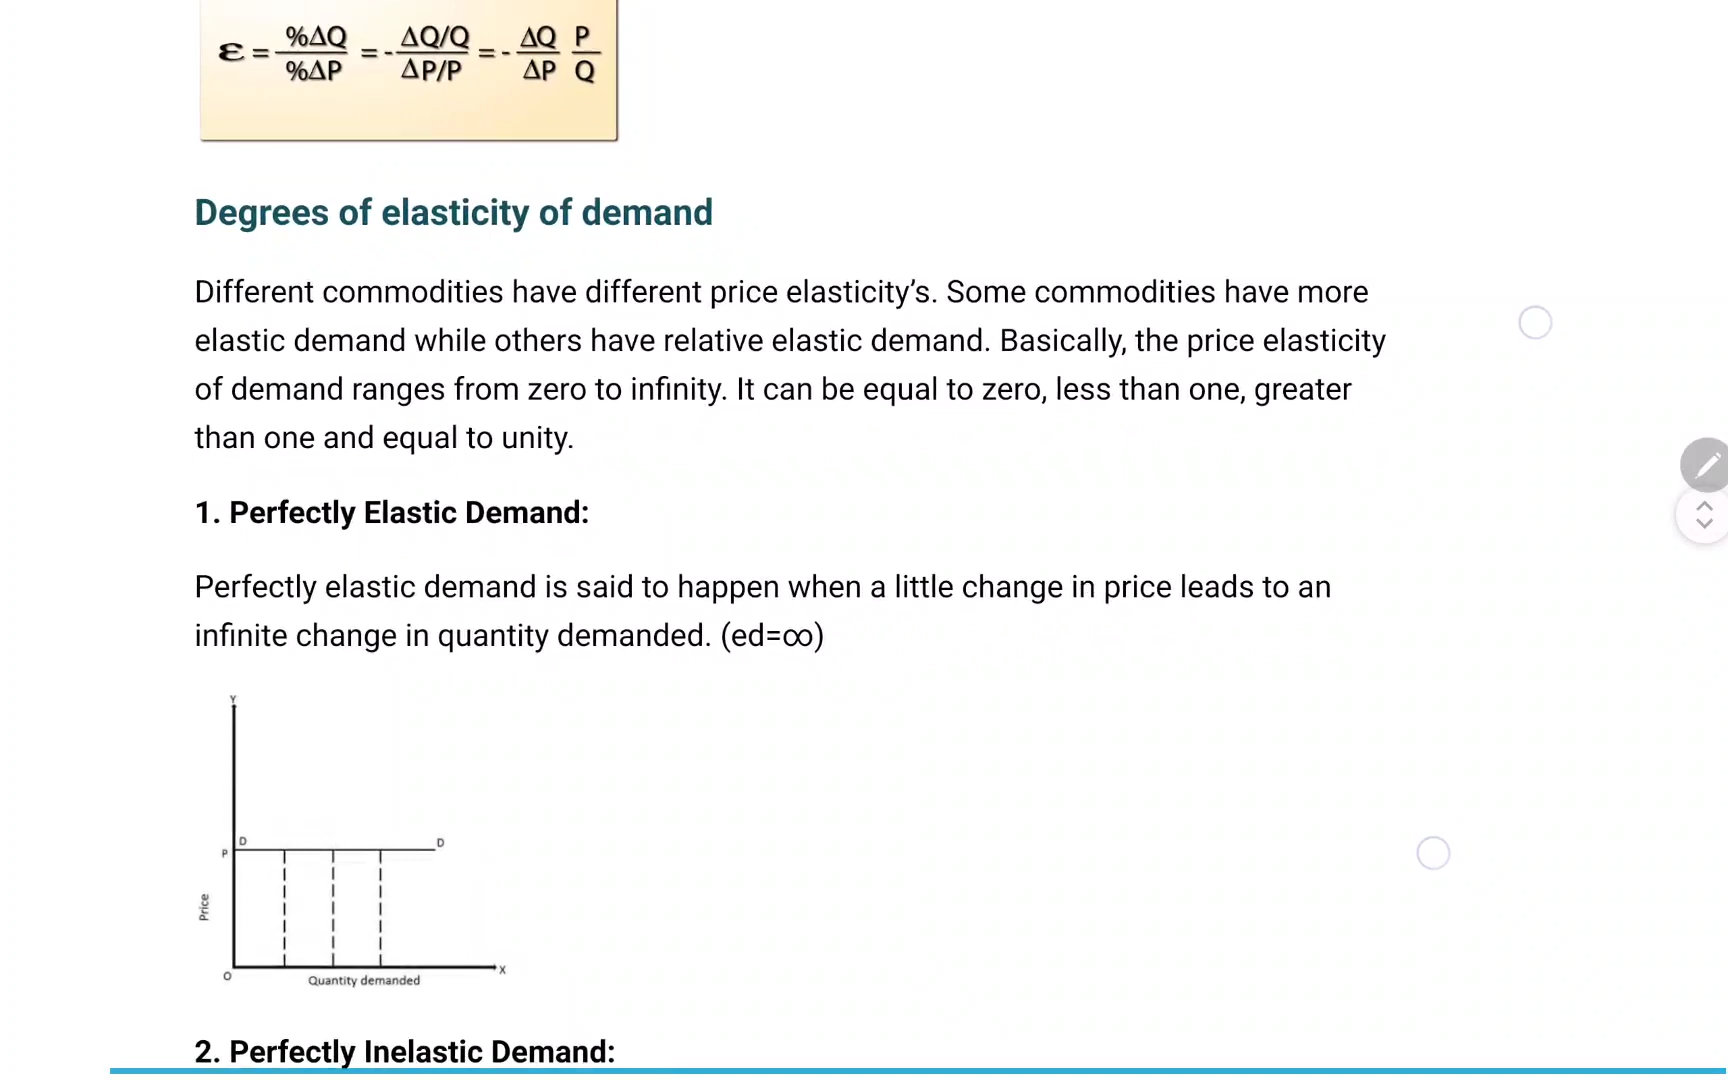 ε = %ΔQ / %ΔP = - ΔQ/Q / ΔP/P = - ΔQ / ΔP P / Q
Degrees of elasticity of demand
Different commodities have different price elasticity’s. Some commodities have more
elastic demand while others have relative elastic demand. Basically, the price elasticity
of demand ranges from zero to infinity. It can be equal to zero, less than one, greater
than one and equal to unity.
1. Perfectly Elastic Demand:
Perfectly elastic demand is said to happen when a little change in price leads to an
infinite change in quantity demanded. (ed=∞)
Y
D
D
P
Price
O
X
Quantity demanded
2. Perfectly Inelastic Demand: